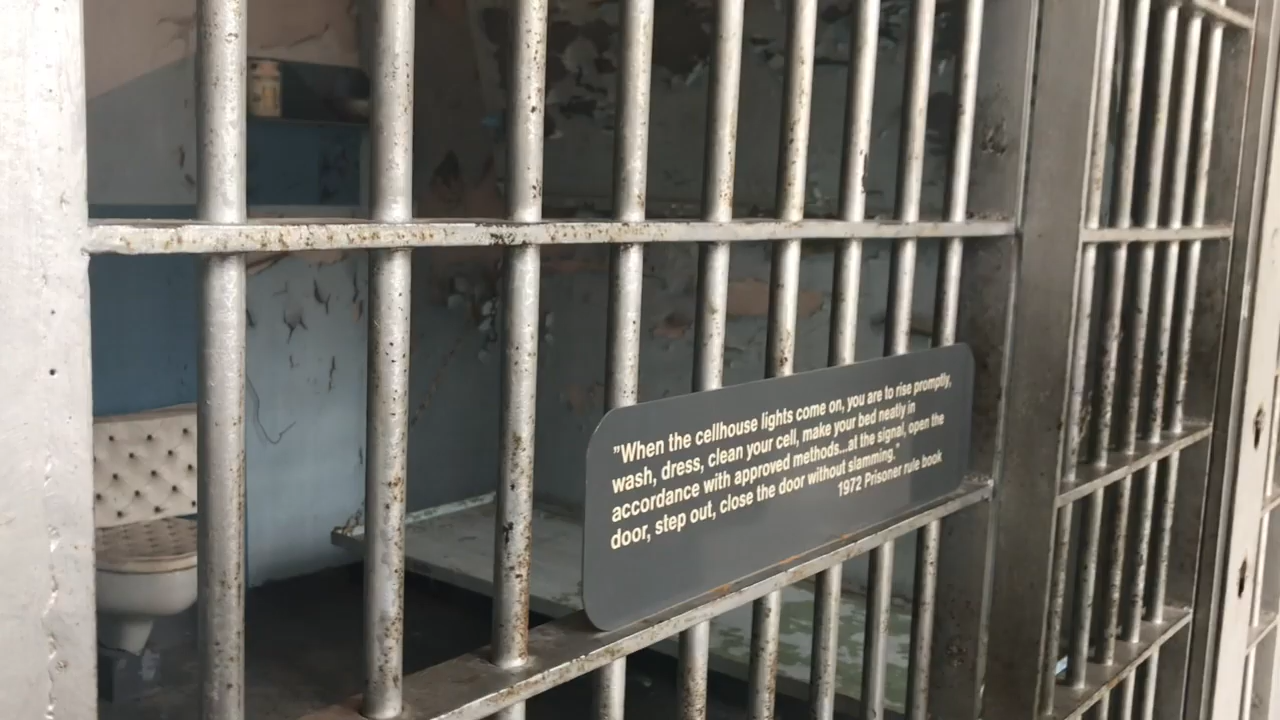 "When the cellhouse lights come on, you are to rise promptly,
wash, dress, clean your cell, make your bed neatly in
accordance with approved methods...at the signal, open the
door, step out, close the door without slamming."
1972 Prisoner rule book